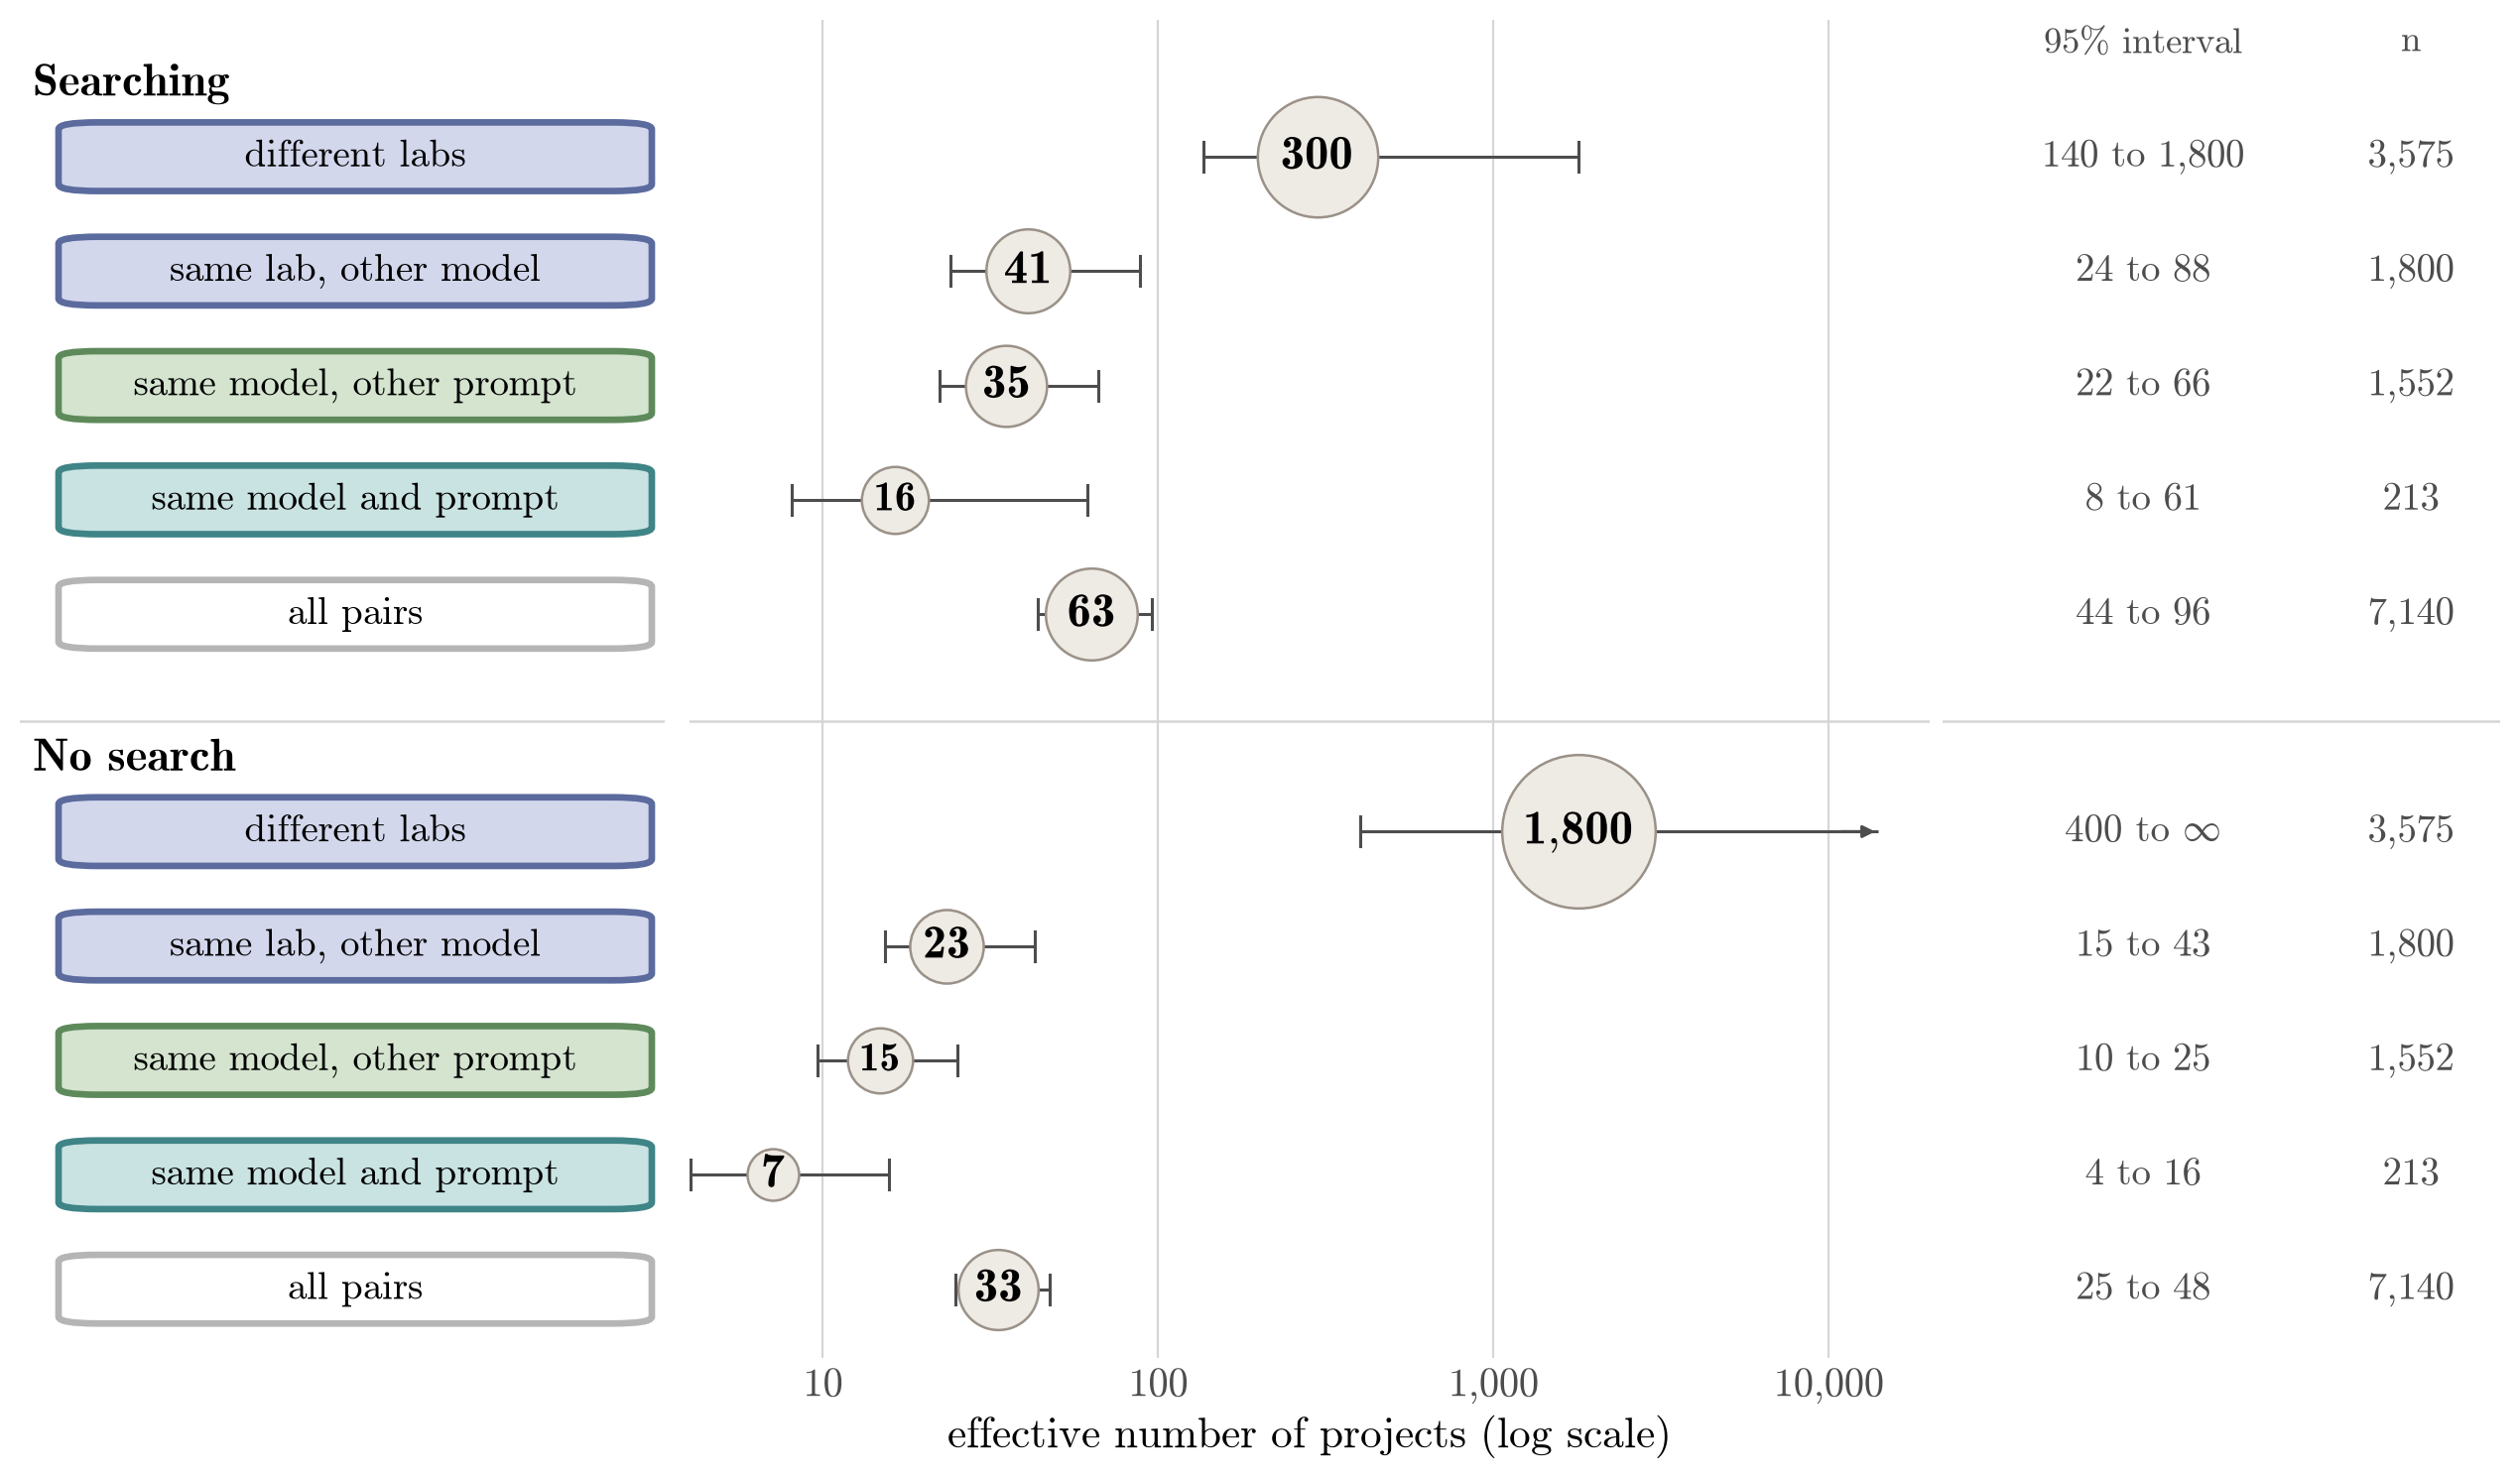 95% interval n
Searching
different labs 300 140 to 1,800 3,575
same lab, other model 41 24 to 88 1,800
same model, other prompt 35 22 to 66 1,552
same model and prompt 16 8 to 61 213
all pairs 63 44 to 96 7,140
No search
different labs 1,800 400 to ∞ 3,575
same lab, other model 23 15 to 43 1,800
same model, other prompt 15 10 to 25 1,552
same model and prompt 7 4 to 16 213
all pairs 33 25 to 48 7,140
10 100 1,000 10,000
effective number of projects (log scale)